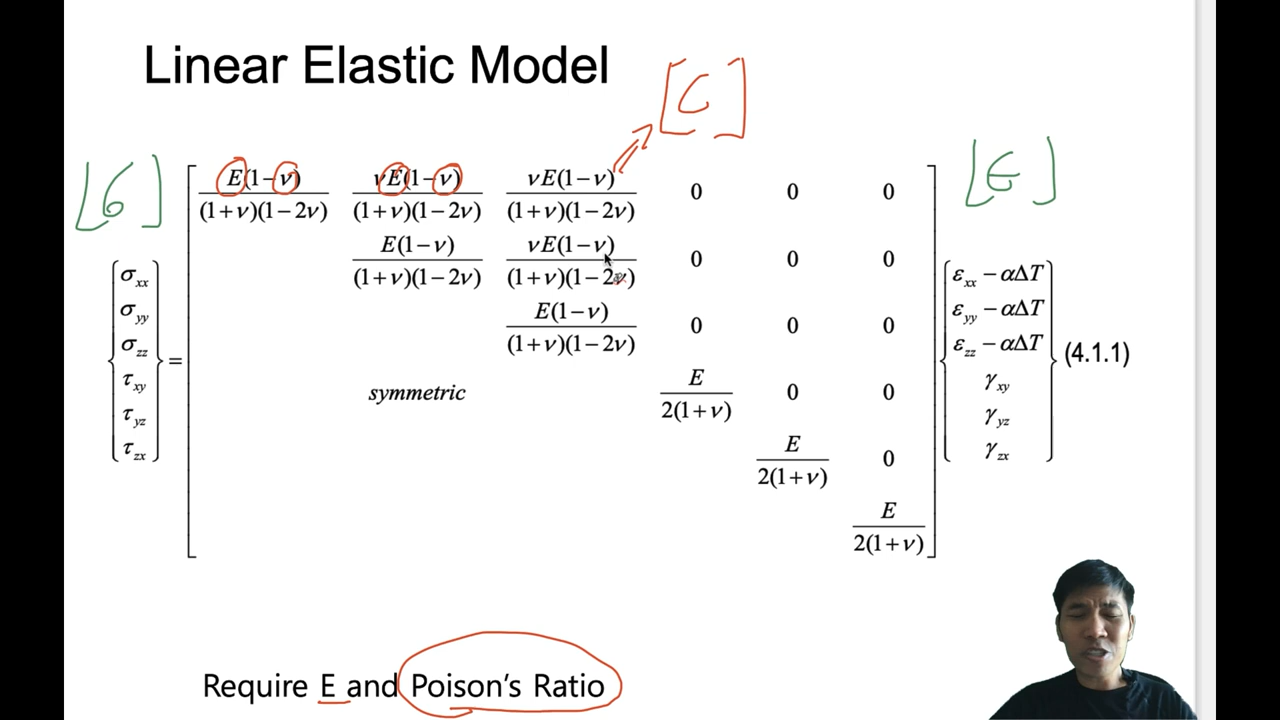 Linear Elastic Model
[C]
[σ]
[ε]
E(1−ν)/(1+ν)(1−2ν) νE(1−ν)/(1+ν)(1−2ν) νE(1−ν)/(1+ν)(1−2ν) 0 0 0
E(1−ν)/(1+ν)(1−2ν) νE(1−ν)/(1+ν)(1−2ν) 0 0 0
E(1−ν)/(1+ν)(1−2ν) 0 0 0
symmetric E/2(1+ν) 0 0
E/2(1+ν) 0
E/2(1+ν)
σxx
σyy
σzz
τxy
τyz
τzx
=
εxx − αΔT
εyy − αΔT
εzz − αΔT
γxy
γyz
γzx
(4.1.1)
Require E and Poison's Ratio